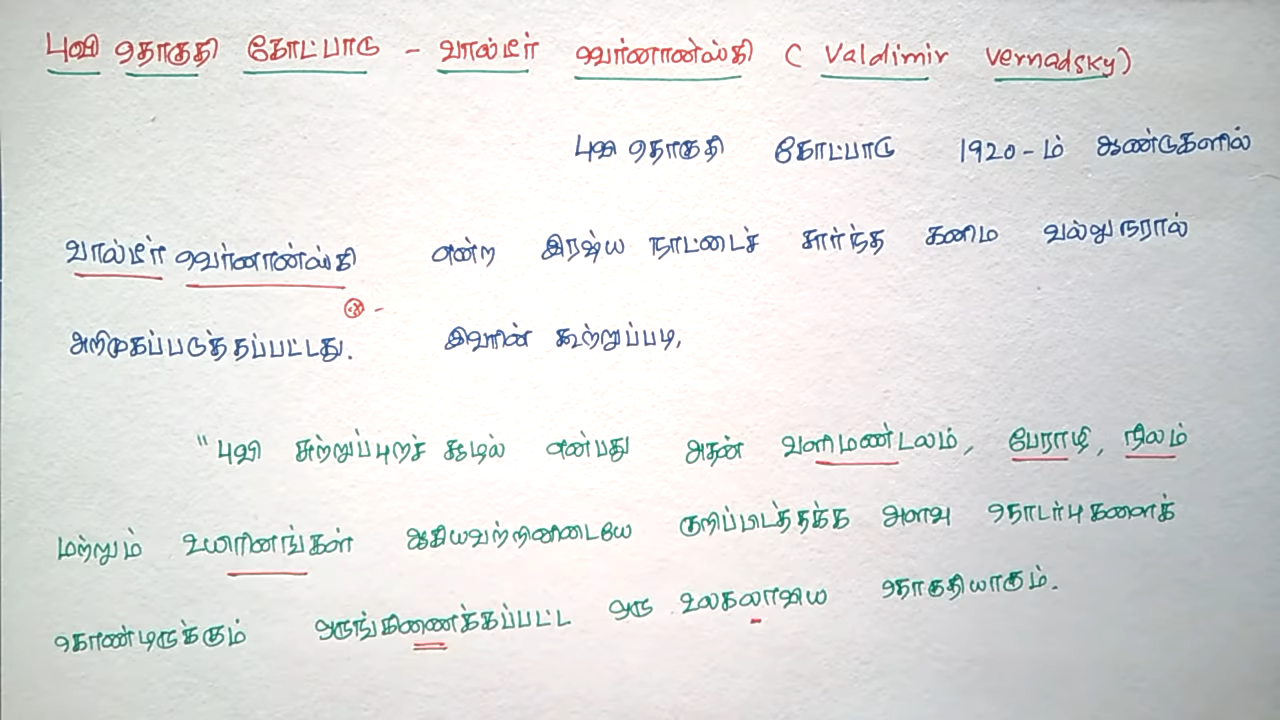 புவி தொகுதி கோட்பாடு - வால்டீமீர் வெர்னாண்ஸ்கி ( Valdimir Vernadsky)
புவி தொகுதி கோட்பாடு 1920-ம் ஆண்டுகளில்
வால்டீமீர் வெர்னாண்ஸ்கி என்ற இரஷ்ய நாட்டைச் சார்ந்த கனிம வல்லுநரால்
அறிமுகப்படுத்தப்பட்டது. இவரின் கூற்றுப்படி,
"புவி சுற்றுப்புறச் சூழல் என்பது அதன் வளிமண்டலம், பேராழி, நிலம்
மற்றும் உயிரினங்கள் ஆகியவற்றினிடையே குறிப்பிடத்தக்க அளவு தொடர்புகளைக்
கொண்டிருக்கும் ஒருங்கிணைக்கப்பட்ட ஒரு உலகலாவிய தொகுதியாகும்.